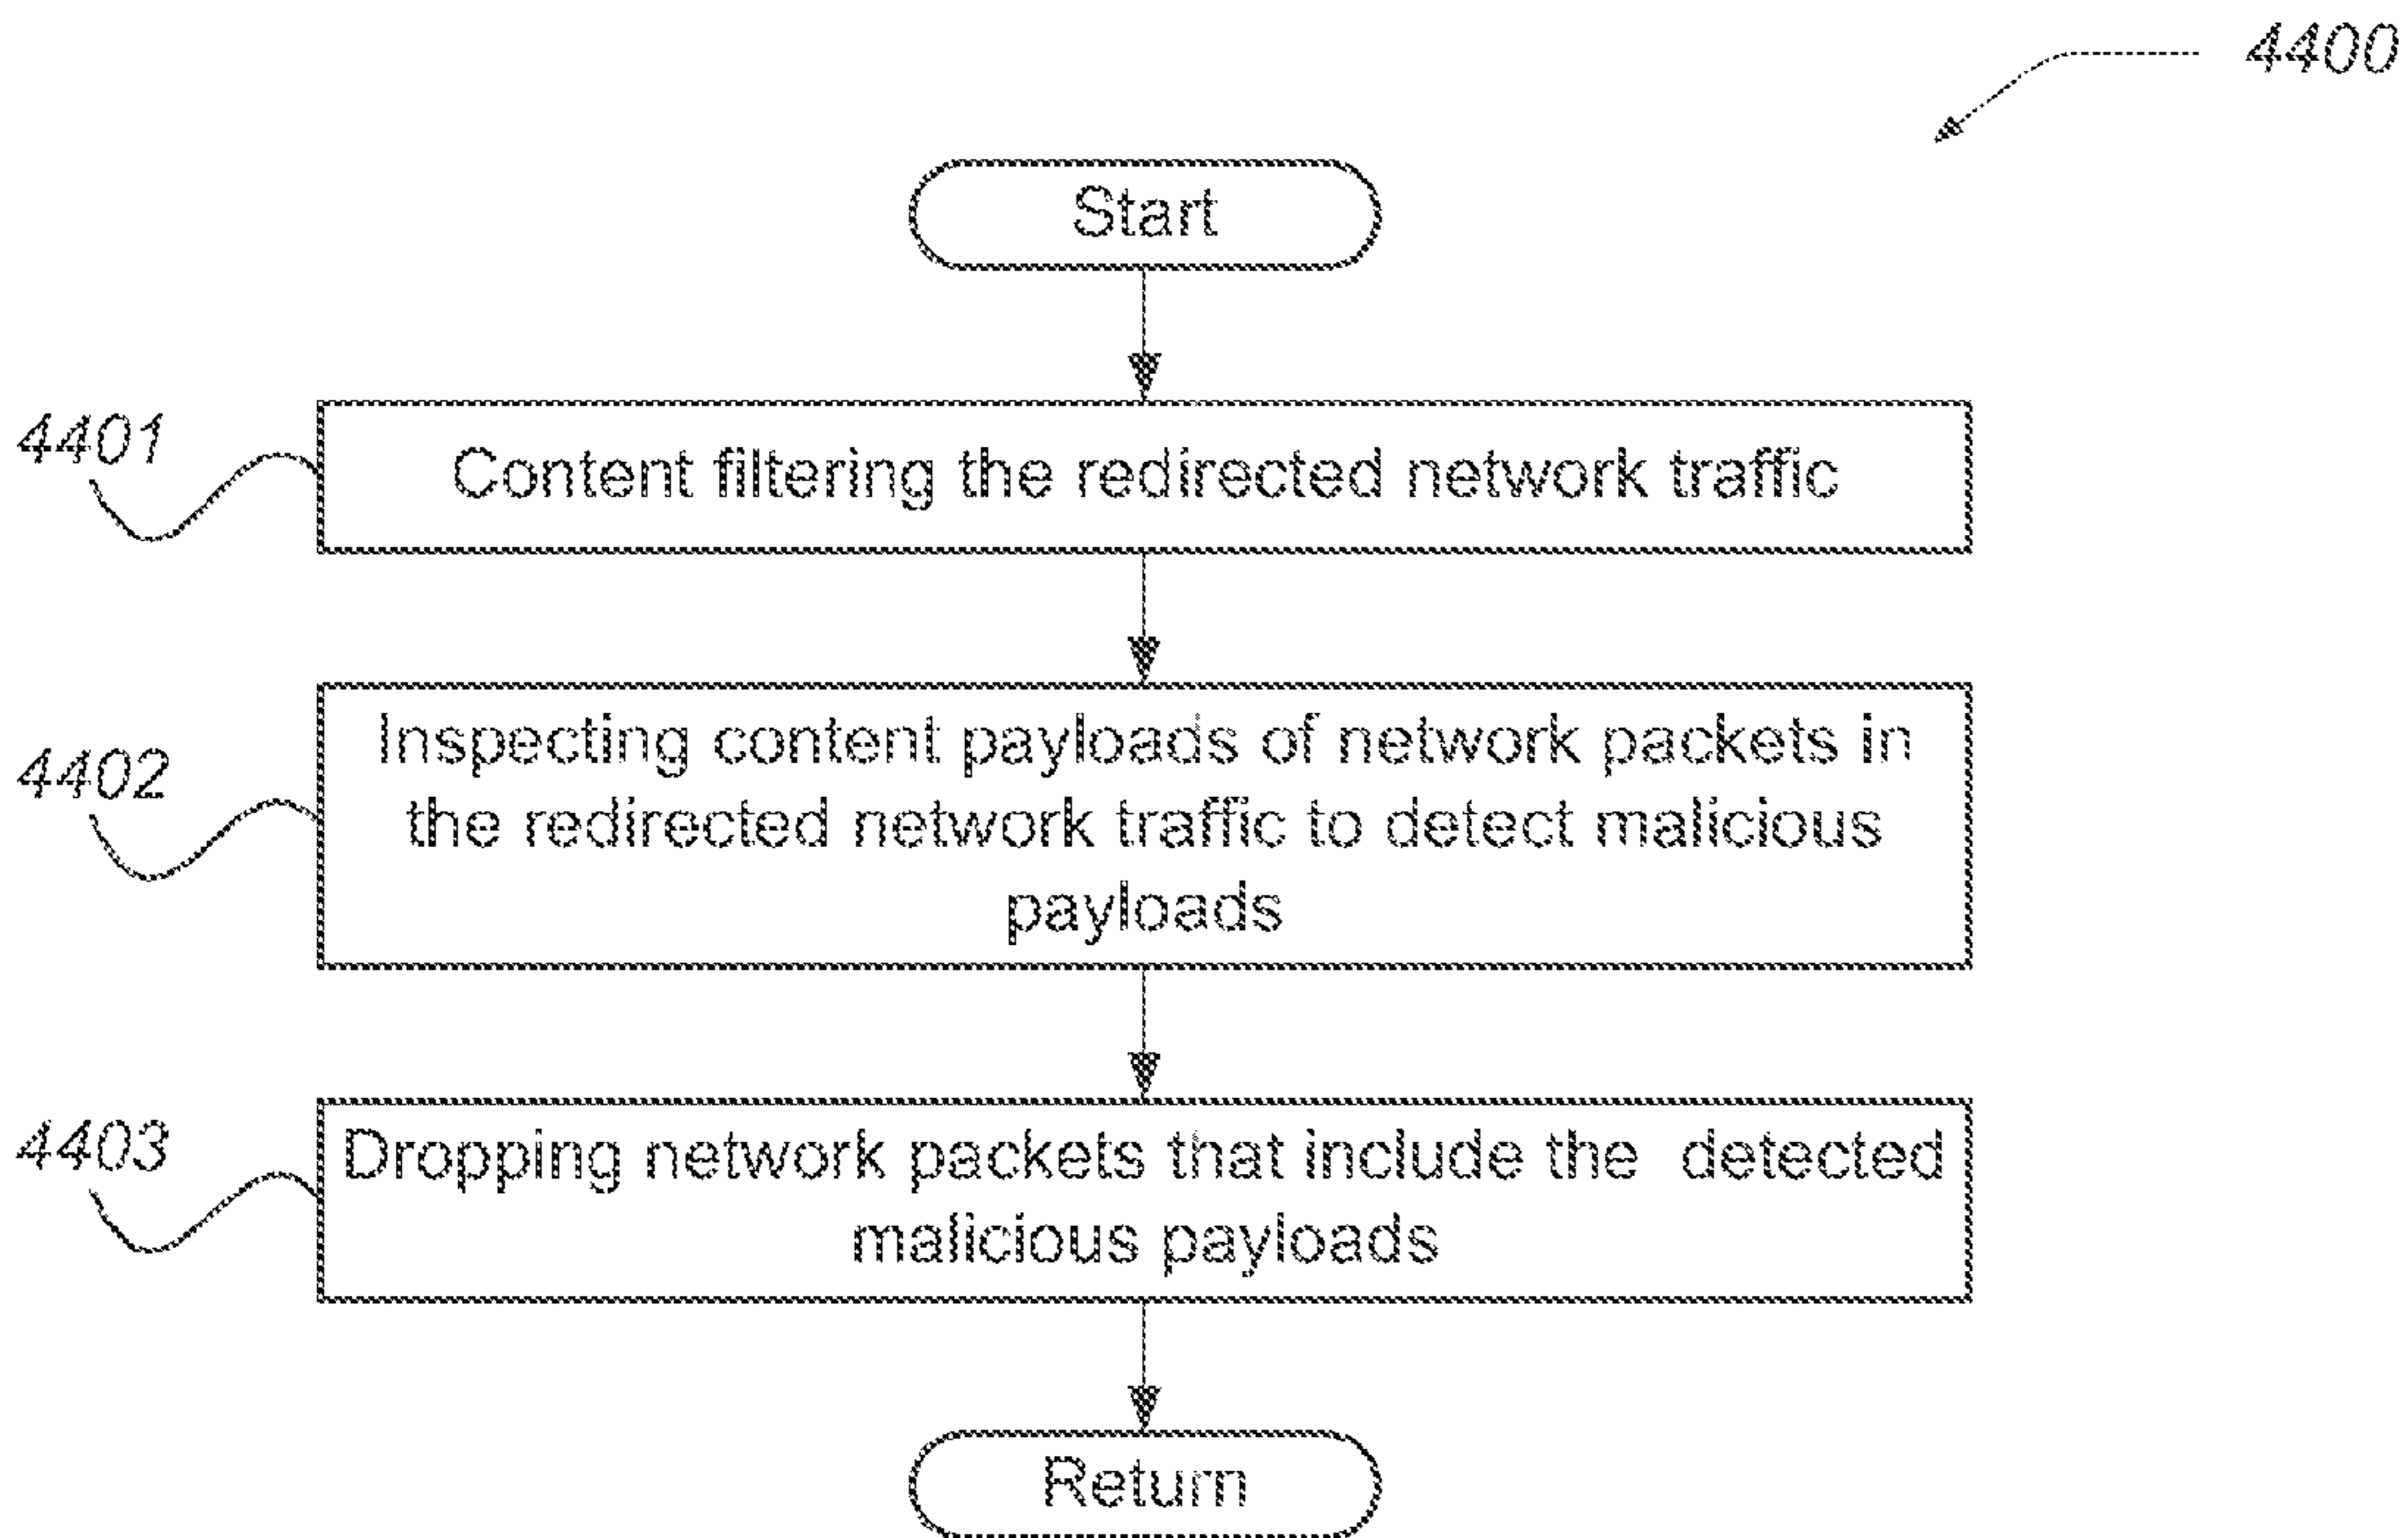 4400
Start
4401
Content filtering the redirected network traffic
4402
Inspecting content payloads of network packets in
the redirected network traffic to detect malicious
payloads
4403
Dropping network packets that include the  detected
malicious payloads
Return